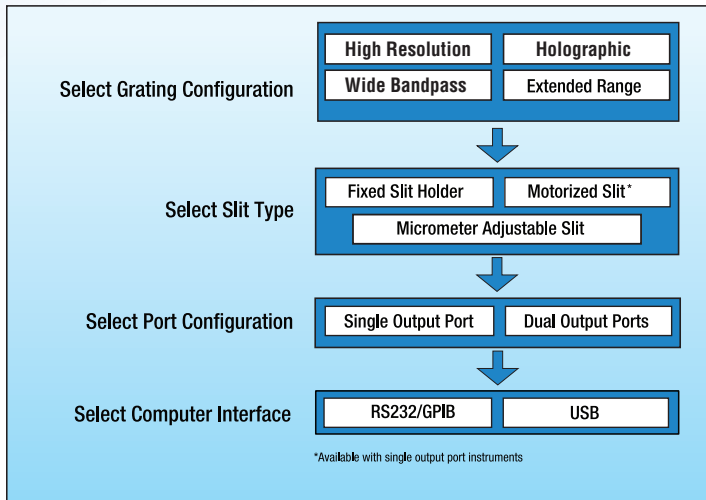 High Resolution
Holographic
Select Grating Configuration
Wide Bandpass
Extended Range
Fixed Slit Holder
Motorized Slit*
Select Slit Type
Micrometer Adjustable Slit
Select Port Configuration
Single Output Port
Dual Output Ports
Select Computer Interface
RS232/GPIB
USB
*Available with single output port instruments